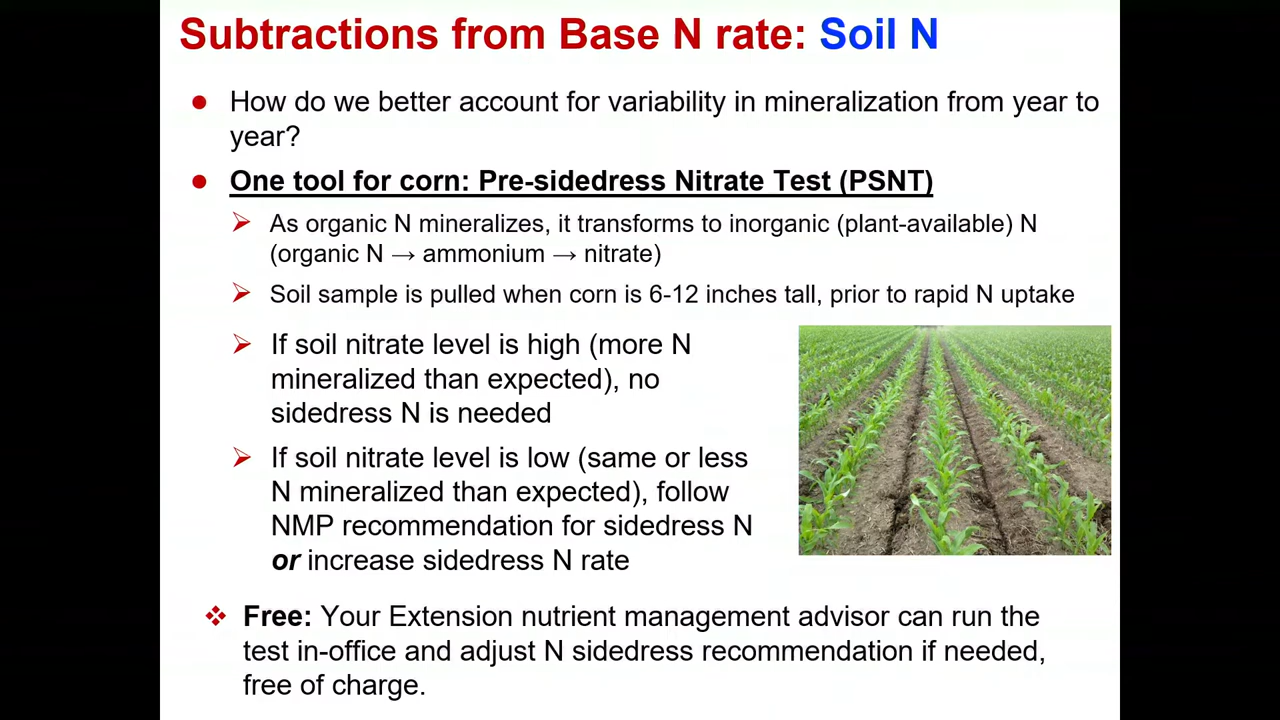 Subtractions from Base N rate: Soil N
● How do we better account for variability in mineralization from year to
year?
● One tool for corn: Pre-sidedress Nitrate Test (PSNT)
➢ As organic N mineralizes, it transforms to inorganic (plant-available) N
(organic N → ammonium → nitrate)
➢ Soil sample is pulled when corn is 6-12 inches tall, prior to rapid N uptake
➢ If soil nitrate level is high (more N
mineralized than expected), no
sidedress N is needed
➢ If soil nitrate level is low (same or less
N mineralized than expected), follow
NMP recommendation for sidedress N
or increase sidedress N rate
❖ Free: Your Extension nutrient management advisor can run the
test in-office and adjust N sidedress recommendation if needed,
free of charge.